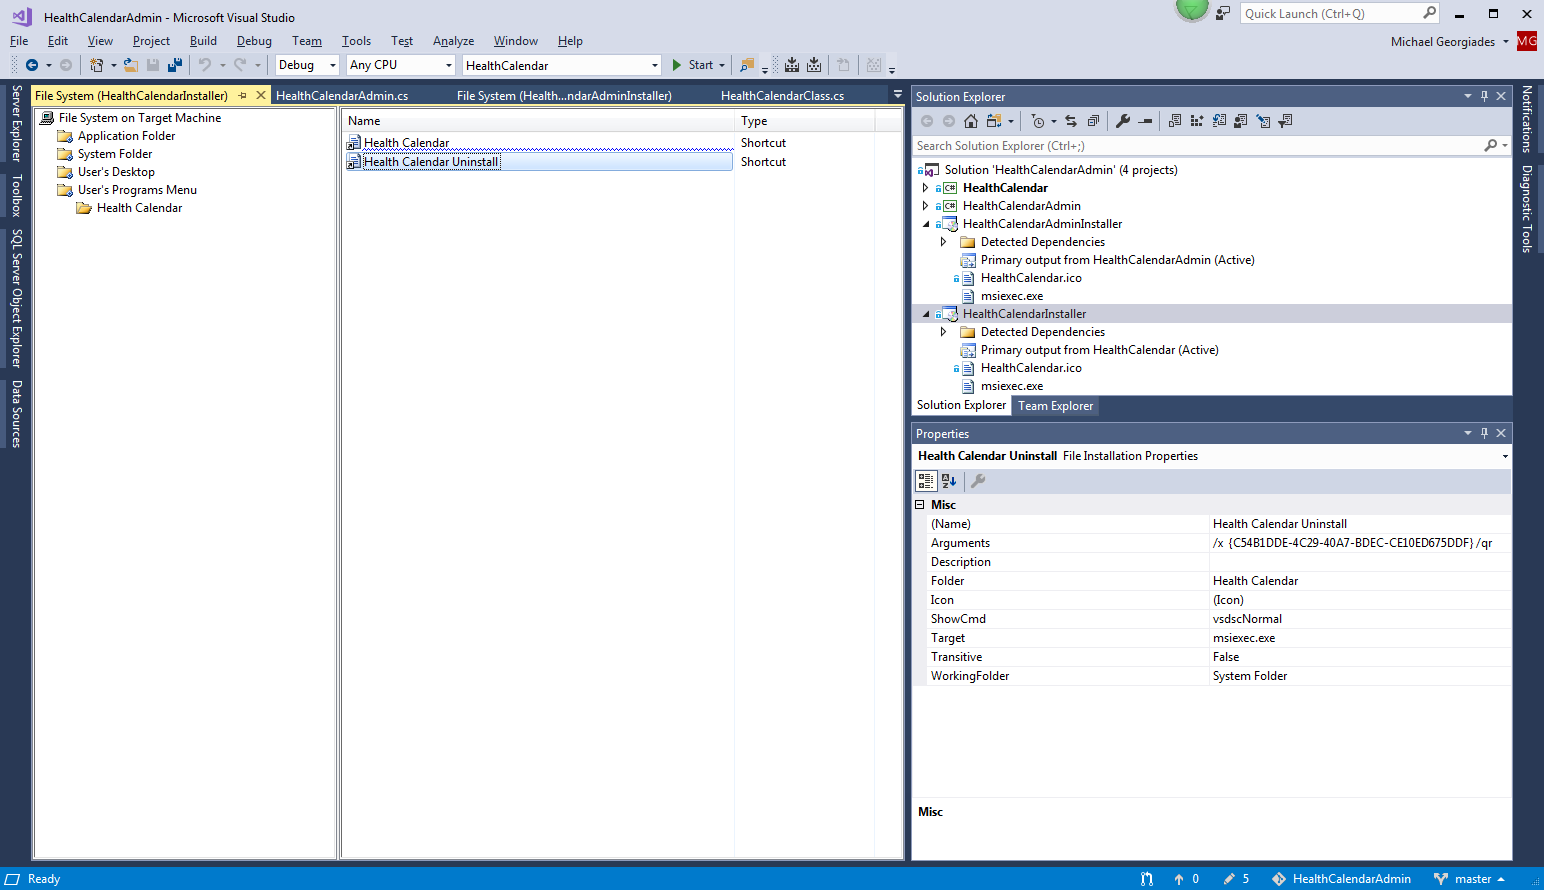 HealthCalendarAdmin - Microsoft Visual Studio
Quick Launch (Ctrl+Q)
File Edit View Project Build Debug Team Tools Test Analyze Window Help
Michael Georgiades MG
Debug Any CPU HealthCalendar Start
Server Explorer
Toolbox
SQL Server Object Explorer
Data Sources
File System (HealthCalendarInstaller) HealthCalendarAdmin.cs File System (Health...ndarAdminInstaller) HealthCalendarClass.cs
File System on Target Machine
Application Folder
System Folder
User's Desktop
User's Programs Menu
Health Calendar
Name Type
Health Calendar Shortcut
Health Calendar Uninstall Shortcut
Solution Explorer
Search Solution Explorer (Ctrl+;)
Solution 'HealthCalendarAdmin' (4 projects)
C# HealthCalendar
C# HealthCalendarAdmin
HealthCalendarAdminInstaller
Detected Dependencies
Primary output from HealthCalendarAdmin (Active)
HealthCalendar.ico
msiexec.exe
HealthCalendarInstaller
Detected Dependencies
Primary output from HealthCalendar (Active)
HealthCalendar.ico
msiexec.exe
Solution Explorer Team Explorer
Properties
Health Calendar Uninstall File Installation Properties
Misc
(Name) Health Calendar Uninstall
Arguments /x {C54B1DDE-4C29-40A7-BDEC-CE10ED675DDF} /qr
Description
Folder Health Calendar
Icon (Icon)
ShowCmd vsdscNormal
Target msiexec.exe
Transitive False
WorkingFolder System Folder
Misc
Notifications
Diagnostic Tools
Ready 0 5 HealthCalendarAdmin master